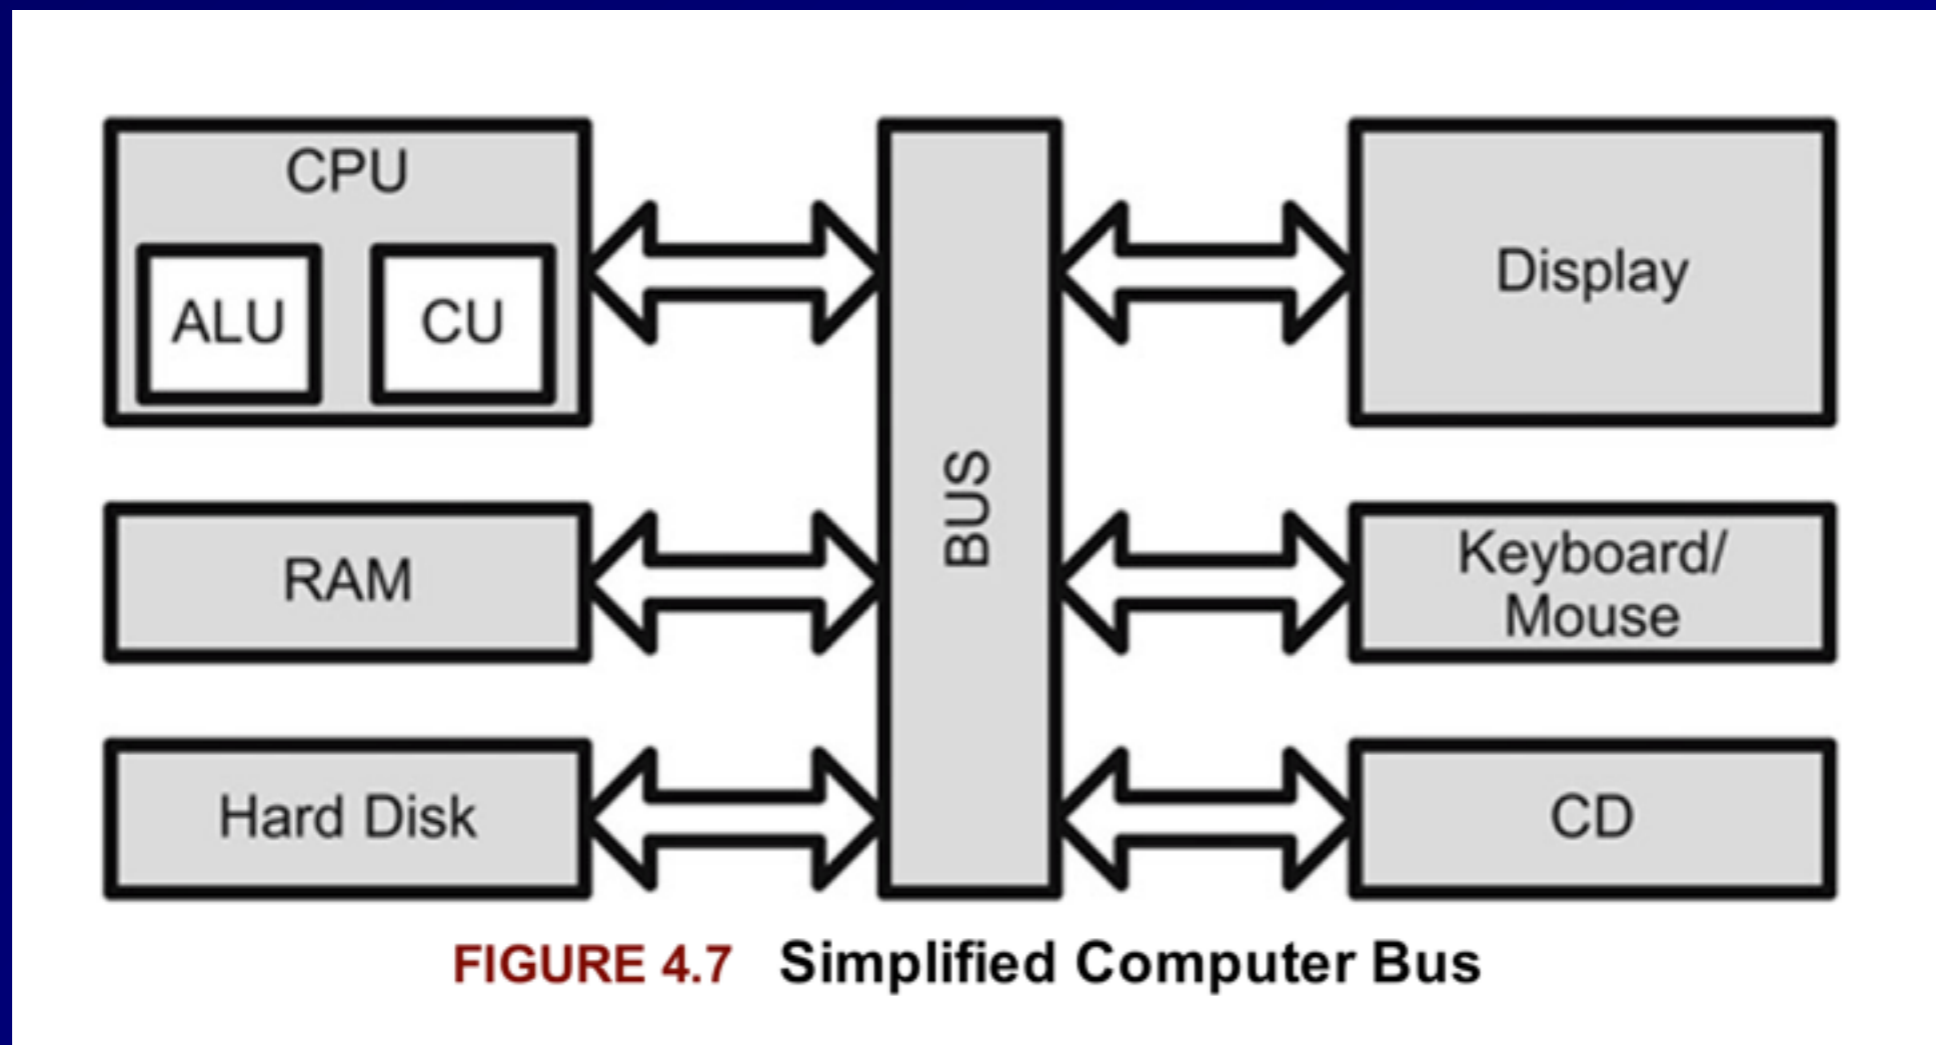 CPU
ALU
CU
RAM
Hard Disk
BUS
Display
Keyboard/
Mouse
CD
FIGURE 4.7 Simplified Computer Bus